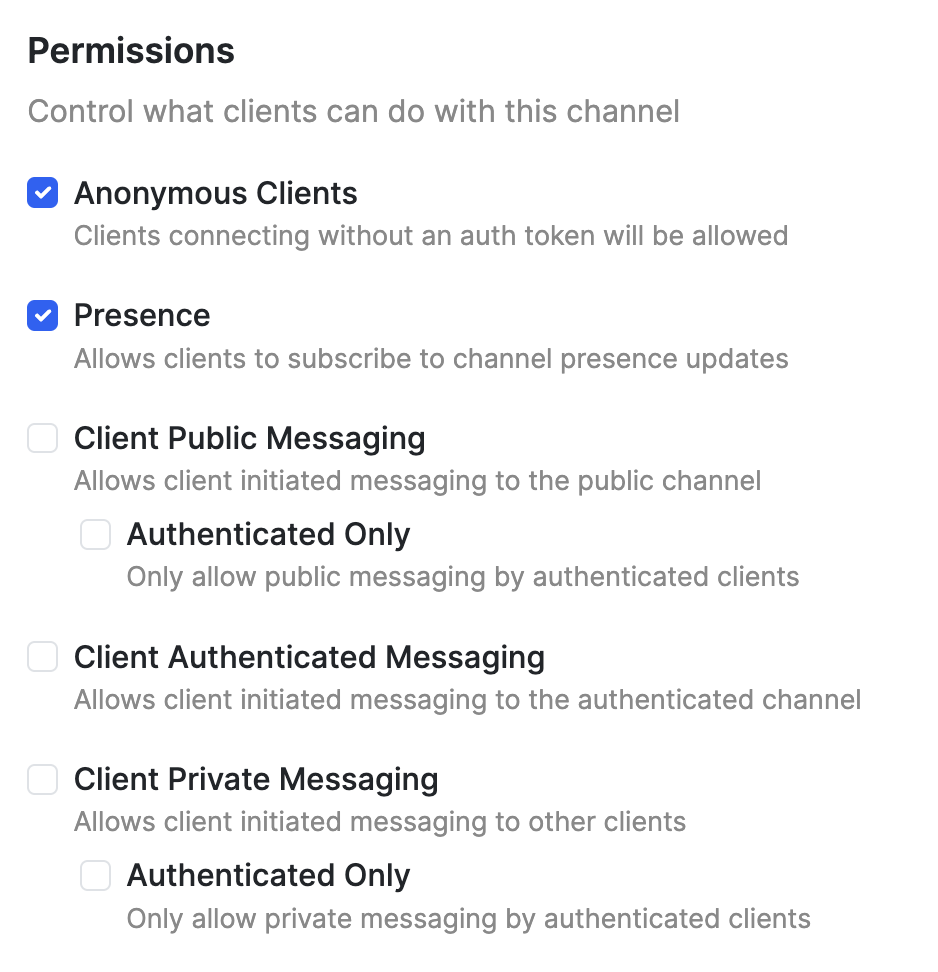 Permissions
Control what clients can do with this channel
Anonymous Clients
Clients connecting without an auth token will be allowed
Presence
Allows clients to subscribe to channel presence updates
Client Public Messaging
Allows client initiated messaging to the public channel
Authenticated Only
Only allow public messaging by authenticated clients
Client Authenticated Messaging
Allows client initiated messaging to the authenticated channel
Client Private Messaging
Allows client initiated messaging to other clients
Authenticated Only
Only allow private messaging by authenticated clients